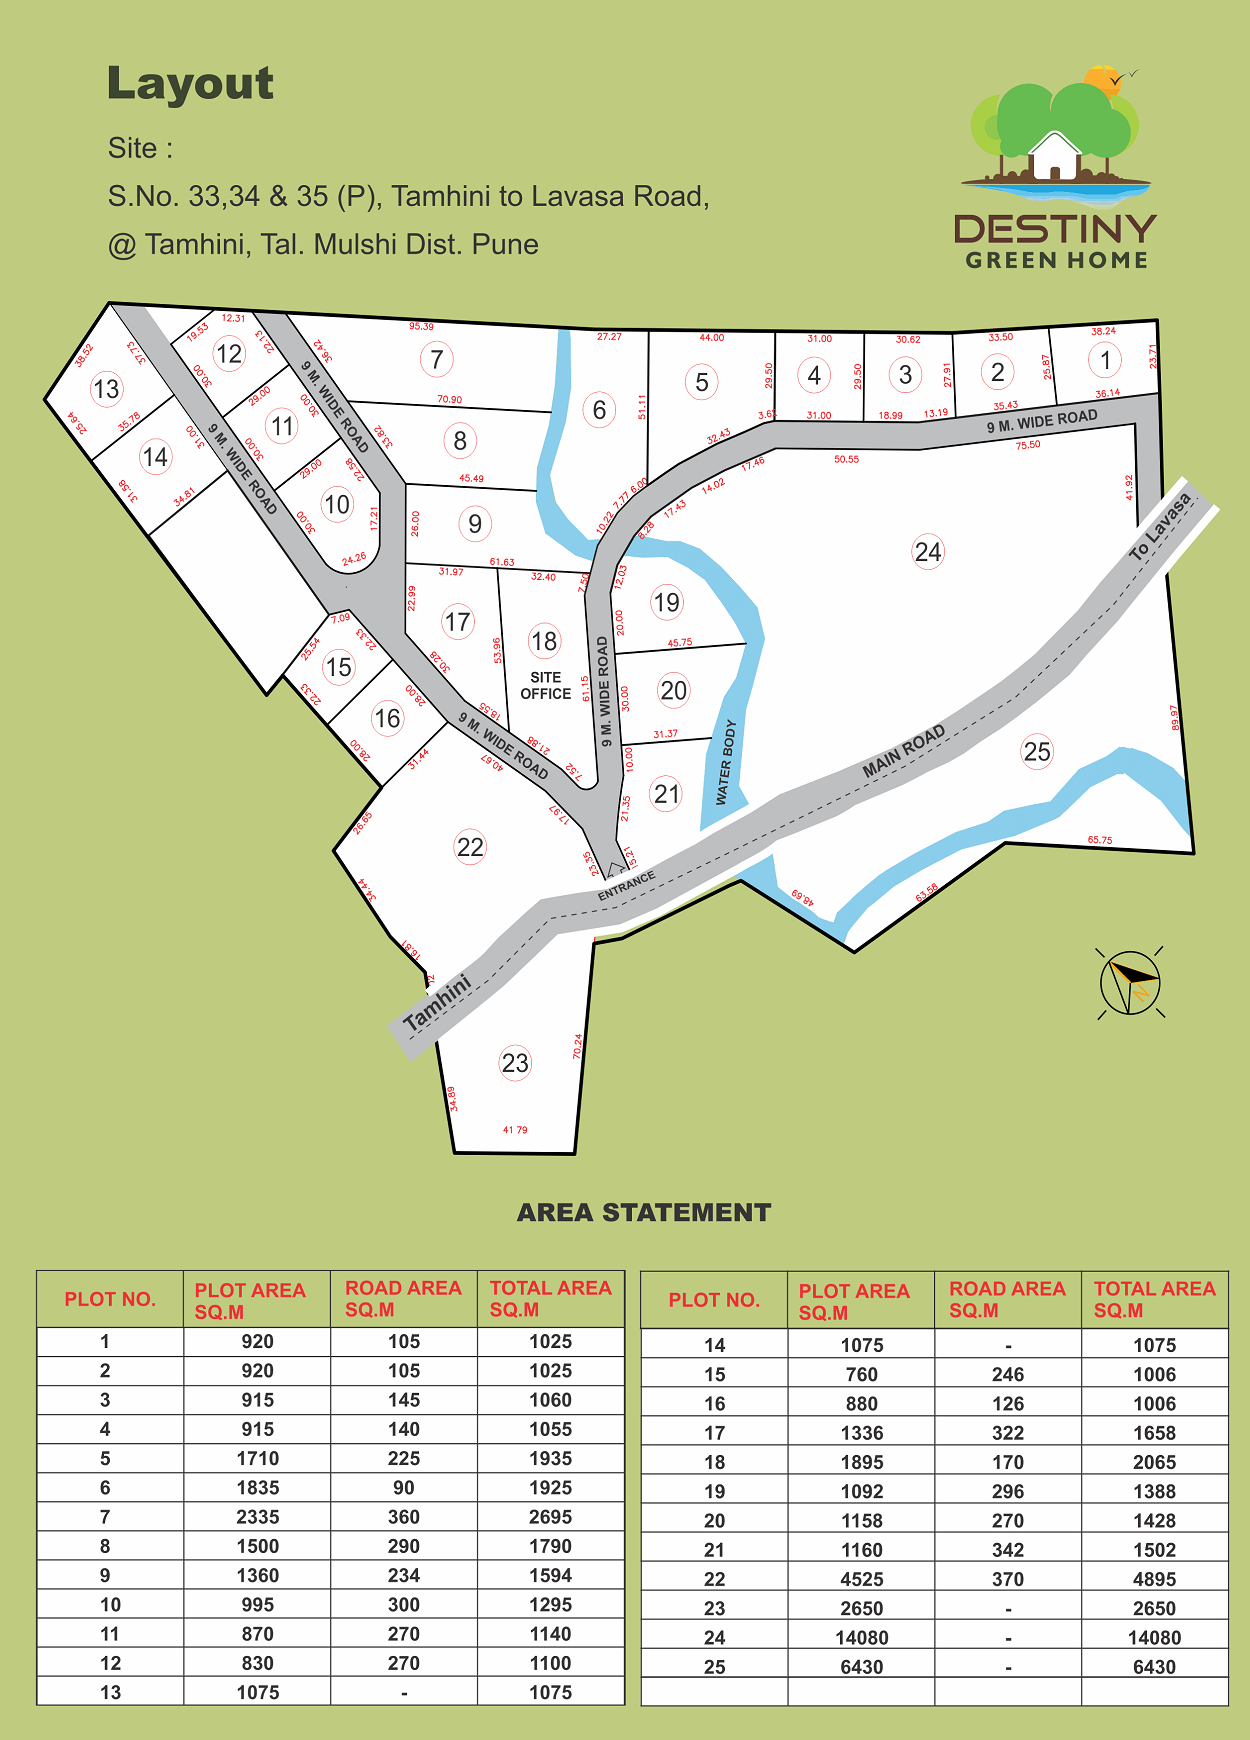 Layout
Site :
S.No. 33,34 & 35 (P), Tamhini to Lavasa Road,
@ Tamhini, Tal. Mulshi Dist. Pune
DESTINY
GREEN HOME
13
38.52
37.73
25.64
35.78
14
31.00
31.58
34.81
12
12.31
19.53
22.13
30.00
11
29.00
30.00
30.00
10
29.00
22.58
30.00
17.21
24.26
9 M. WIDE ROAD
9 M. WIDE ROAD
36.42
33.82
7
95.39
70.90
8
45.49
9
26.00
61.63
6
27.27
51.11
5
44.00
29.50
32.43
3.63
4
31.00
29.50
31.00
3
30.62
27.91
18.99
13.19
2
33.50
25.87
35.43
1
38.24
23.71
36.14
9 M. WIDE ROAD
75.50
50.55
17.46
14.02
17.43
8.28
6.00
7.77
10.22
41.92
24
To Lavasa
15
7.09
22.33
25.54
22.33
16
28.00
28.00
31.44
17
31.97
22.99
30.28
53.96
18.55
18
SITE
OFFICE
32.40
7.50
61.15
21.88
7.52
9 M. WIDE ROAD
40.67
17.97
9 M. WIDE ROAD
19
12.03
20.00
45.75
20
30.00
31.37
21
10.00
21.35
15.21
WATER BODY
MAIN ROAD
25
89.97
65.75
63.58
48.69
22
26.65
34.44
16.81
23.35
ENTRANCE
Tamhini
23
70.24
34.89
41 79
N
AREA STATEMENT
PLOT NO. PLOT AREA SQ.M ROAD AREA SQ.M TOTAL AREA SQ.M
1 920 105 1025
2 920 105 1025
3 915 145 1060
4 915 140 1055
5 1710 225 1935
6 1835 90 1925
7 2335 360 2695
8 1500 290 1790
9 1360 234 1594
10 995 300 1295
11 870 270 1140
12 830 270 1100
13 1075 - 1075
PLOT NO. PLOT AREA SQ.M ROAD AREA SQ.M TOTAL AREA SQ.M
14 1075 - 1075
15 760 246 1006
16 880 126 1006
17 1336 322 1658
18 1895 170 2065
19 1092 296 1388
20 1158 270 1428
21 1160 342 1502
22 4525 370 4895
23 2650 - 2650
24 14080 - 14080
25 6430 - 6430